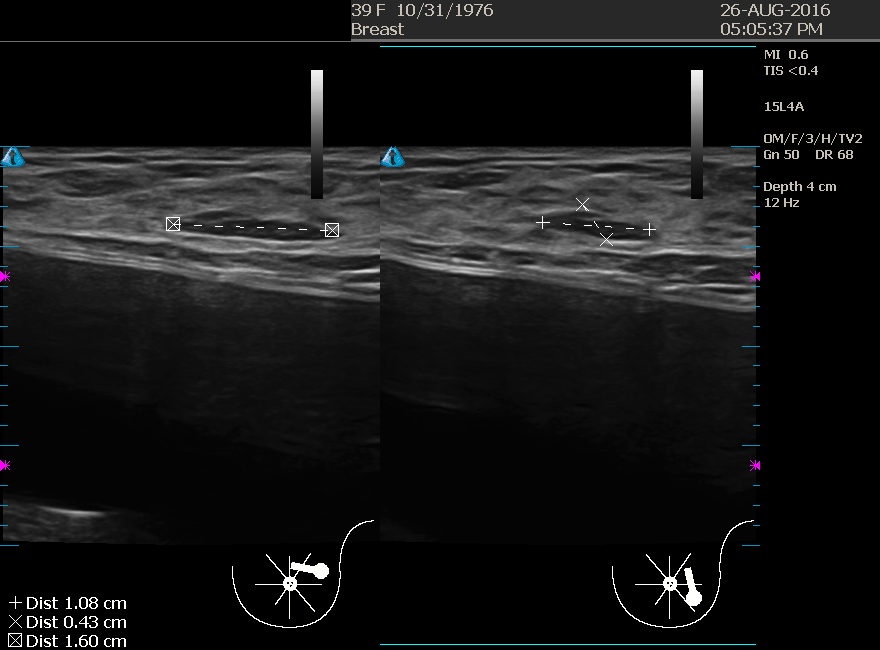 39 F 10/31/1976
Breast
26-AUG-2016
05:05:37 PM
MI 0.6
TIS <0.4
15L4A
OM/F/3/H/TV2
Gn 50 DR 68
Depth 4 cm
12 Hz
Dist 1.08 cm
Dist 0.43 cm
Dist 1.60 cm